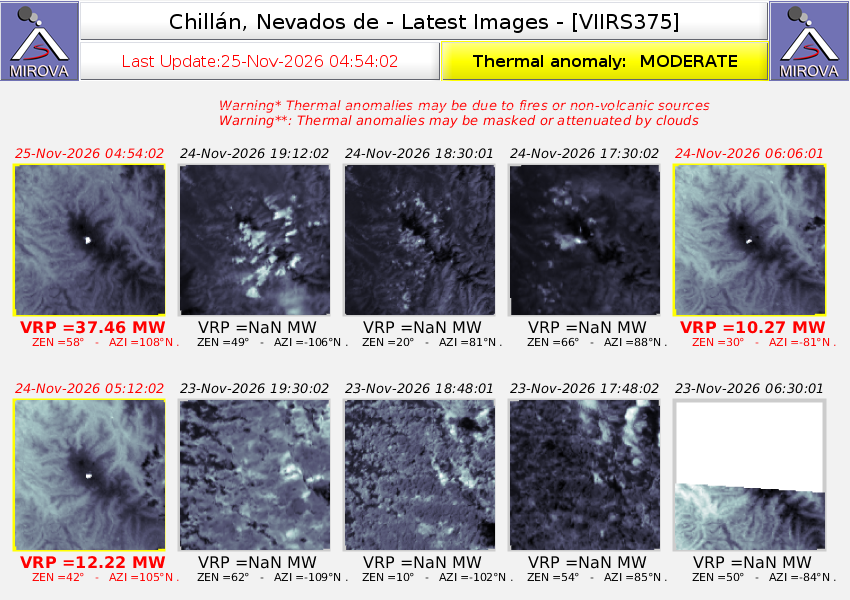 MIROVA
Chillán, Nevados de - Latest Images - [VIIRS375]
MIROVA
Last Update:25-Nov-2026 04:54:02
Thermal anomaly: MODERATE
Warning* Thermal anomalies may be due to fires or non-volcanic sources
Warning**: Thermal anomalies may be masked or attenuated by clouds
25-Nov-2026 04:54:02
24-Nov-2026 19:12:02
24-Nov-2026 18:30:01
24-Nov-2026 17:30:02
24-Nov-2026 06:06:01
VRP =37.46 MW
VRP =NaN MW
VRP =NaN MW
VRP =NaN MW
VRP =10.27 MW
ZEN =58° - AZI =108°N .
ZEN =49° - AZI =-106°N .
ZEN =20° - AZI =81°N .
ZEN =66° - AZI =88°N .
ZEN =30° - AZI =-81°N .
24-Nov-2026 05:12:02
23-Nov-2026 19:30:02
23-Nov-2026 18:48:01
23-Nov-2026 17:48:02
23-Nov-2026 06:30:01
VRP =12.22 MW
VRP =NaN MW
VRP =NaN MW
VRP =NaN MW
VRP =NaN MW
ZEN =42° - AZI =105°N .
ZEN =62° - AZI =-109°N .
ZEN =10° - AZI =-102°N .
ZEN =54° - AZI =85°N .
ZEN =50° - AZI =-84°N .